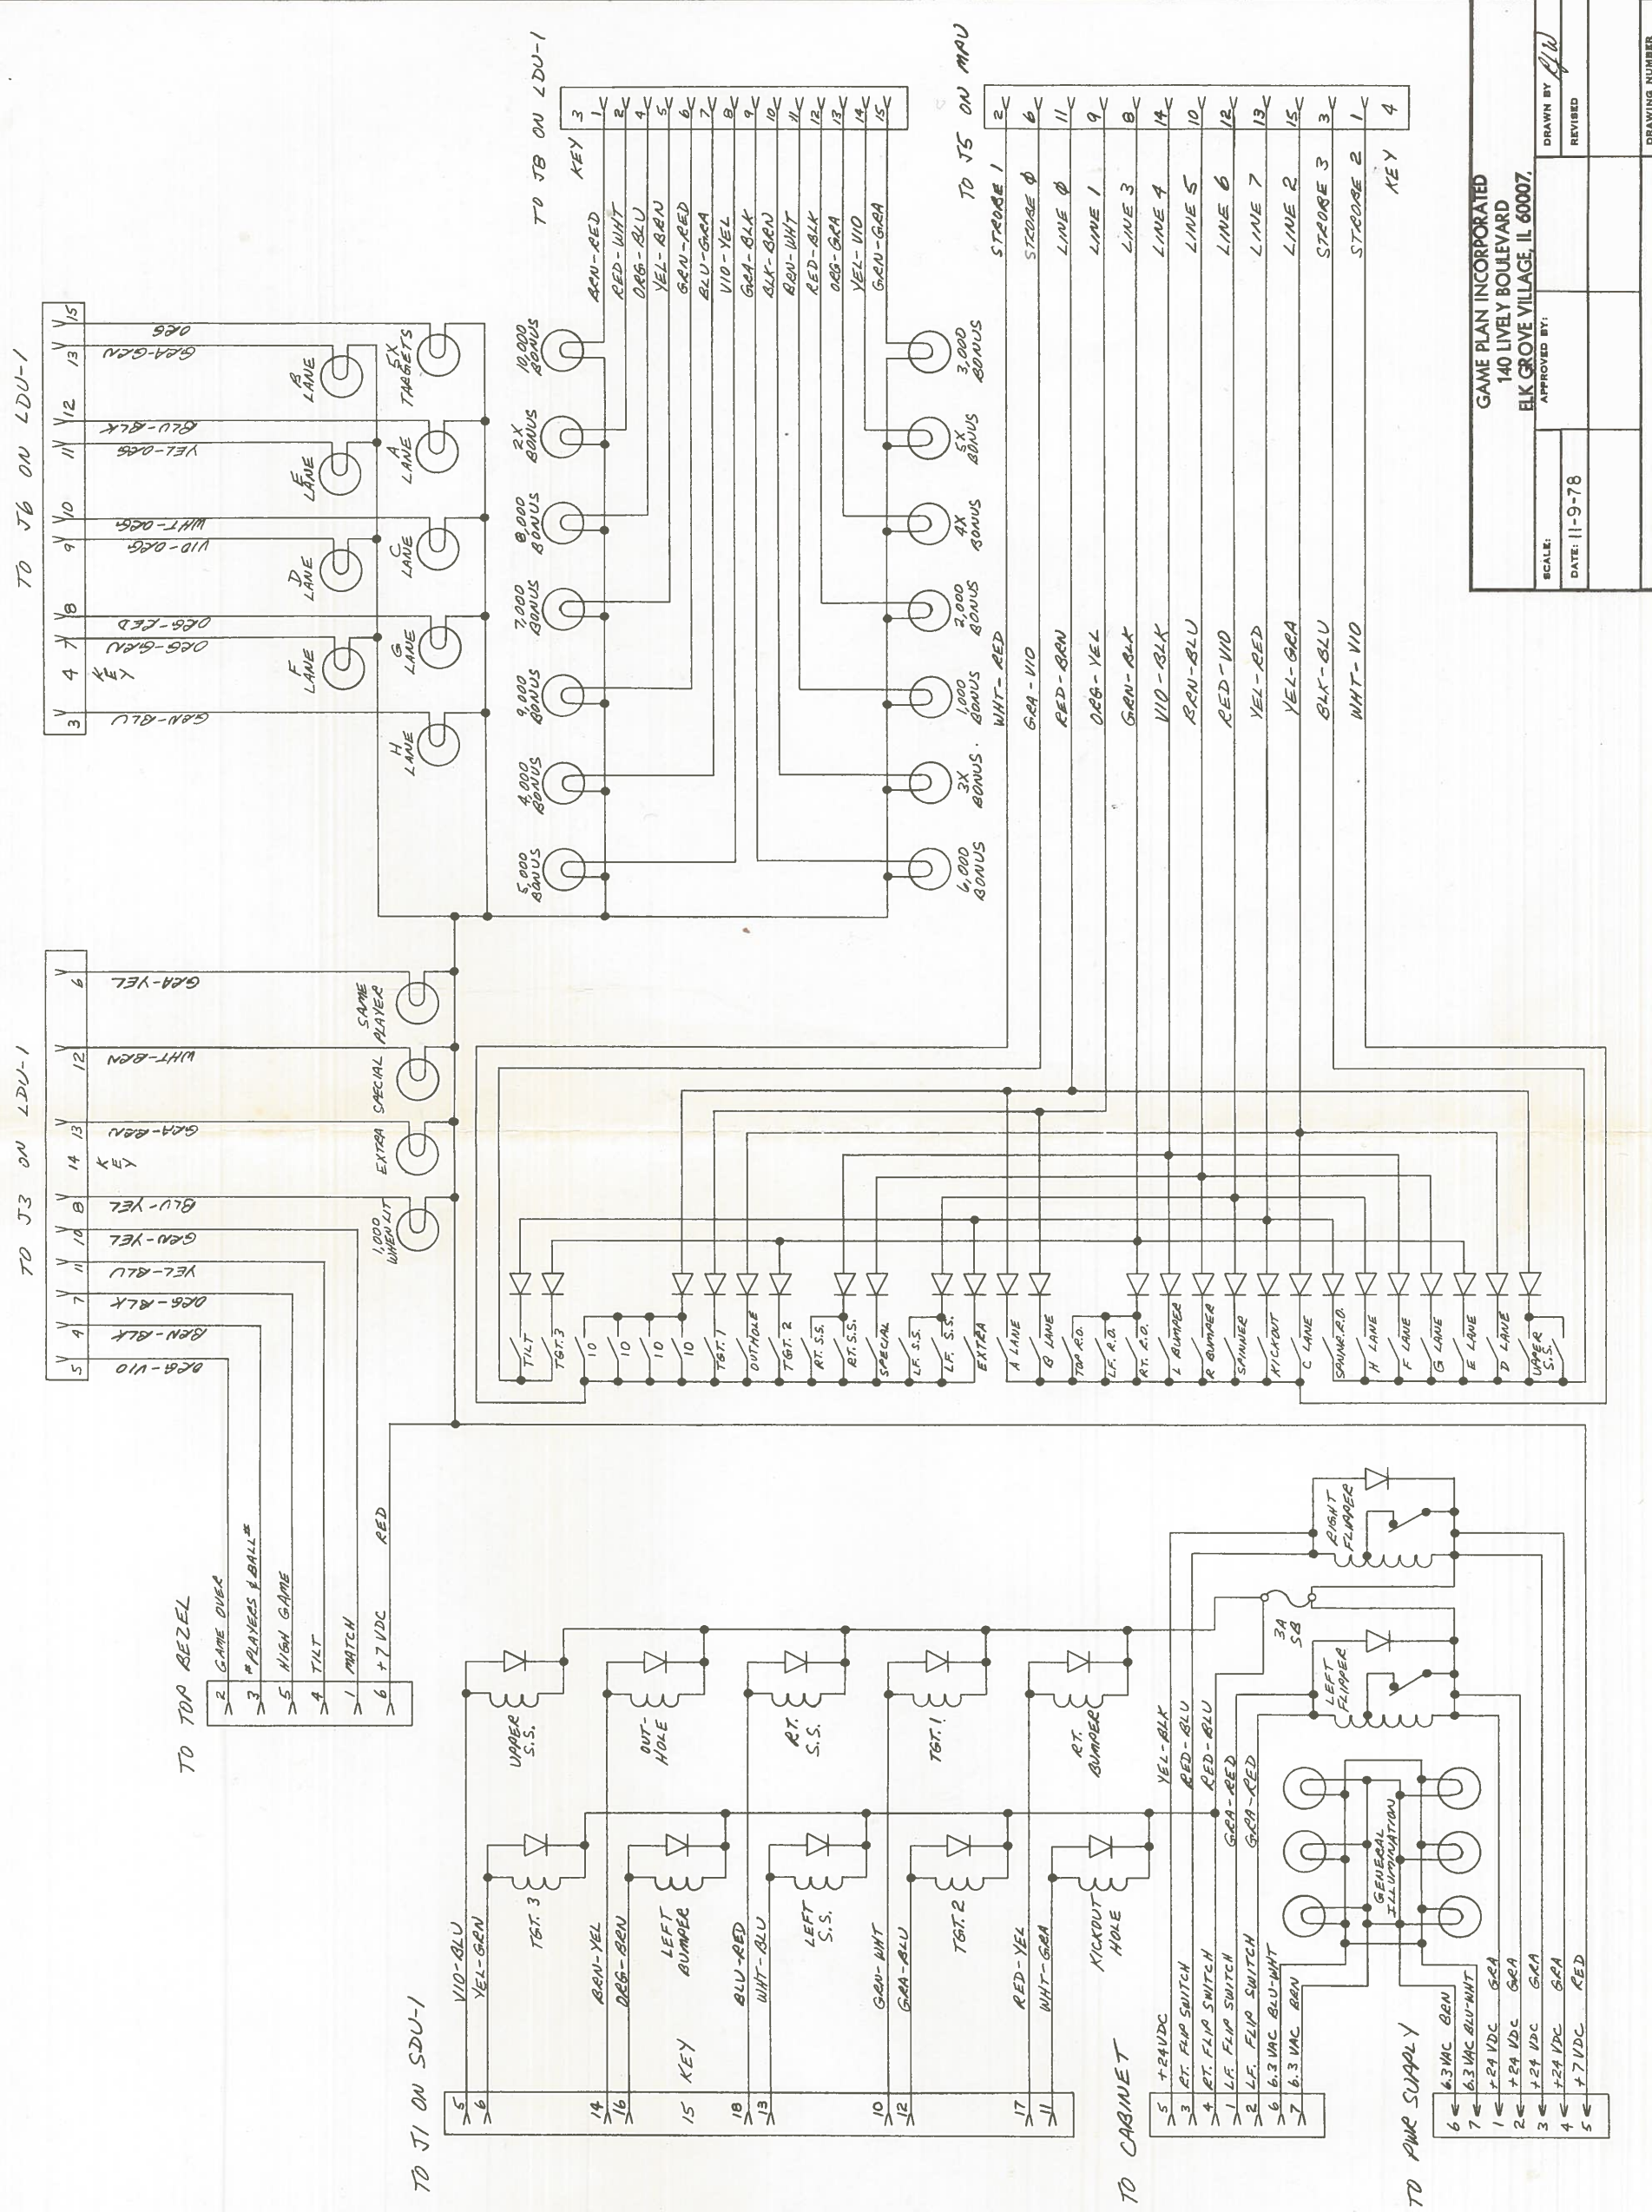 TO J6 ON LDU-1
3
4
7
8
9
10
11
12
13
15
KEY
GRN-BLU
ORG-GRN
ORG-RED
VIO-ORG
WHT-ORG
YEL-ORG
BLU-BLK
GRA-GRN
ORG
H LANE
F LANE
G LANE
D LANE
C LANE
E LANE
A LANE
B LANE
5X TARGETS
TO J8 ON LDU-1
3
KEY
1 BRN-RED
2 RED-WHT
4 ORG-BLU
5 YEL-BRN
6 GRN-RED
7 BLU-GRA
8 VIO-YEL
9 GRA-BLK
10 BLK-BRN
11 BRN-WHT
12 RED-BLK
13 ORG-GRA
14 YEL-VIO
15 GRN-GRA
5,000 BONUS
4,000 BONUS
9,000 BONUS
7,000 BONUS
8,000 BONUS
2X BONUS
10,000 BONUS
6,000 BONUS
3X BONUS.
1,000 BONUS
2,000 BONUS
4X BONUS
5X BONUS
3,000 BONUS
TO J5 ON MPU
WHT-RED STROBE 1 2
GRA-VIO STROBE 0 6
RED-BRN LINE 0 11
ORG-YEL LINE 1 9
GRN-BLK LINE 3 8
VIO-BLK LINE 4 14
BRN-BLU LINE 5 10
RED-VIO LINE 6 12
YEL-RED LINE 7 13
YEL-GRA LINE 2 15
BLK-BLU STROBE 3 3
WHT-VIO STROBE 2 1
KEY 4
TO J3 ON LDU-1
5
4
7
11
10
8
14
13
12
6
KEY
ORG-VIO
BRN-BLK
ORG-BLK
YEL-BLU
GRN-YEL
BLU-YEL
GRA-BRN
WHT-BRN
GRA-YEL
1,000 WHEN LIT
EXTRA
SPECIAL
SAME PLAYER
TILT
TGT.3
10
10
10
10
TGT.1
OUTHOLE
TGT. 2
RT. S.S.
RT. S.S.
SPECIAL
LF. S.S.
LF. S.S.
EXTRA
A LANE
B LANE
TOP R.O.
LF. R.O.
RT. R.O.
L BUMPER
R BUMPER
SPINNER
KICKOUT
C LANE
SPNNR. R.O.
H LANE
F LANE
G LANE
E LANE
D LANE
UPPER S.S.
TO TOP BEZEL
2 GAME OVER
3 #PLAYERS & BALL#
5 HIGH GAME
4 TILT
1 MATCH
6 +7 VDC RED
TO J1 ON SDU-1
5 VIO-BLU
6 YEL-GRN
14 BRN-YEL
16 ORG-BRN
15 KEY
18 BLU-RED
13 WHT-BLU
10 GRN-WHT
12 GRA-BLU
17 RED-YEL
11 WHT-GRA
UPPER S.S.
OUT-HOLE
RT. S.S.
TGT.1
RT. BUMPER
TGT. 3
LEFT BUMPER
LEFT S.S.
TGT. 2
KICKOUT HOLE
TO CABINET
5 +24VDC YEL-BLK
3 RT. FLIP SWITCH RED-BLU
4 RT. FLIP SWITCH RED-BLU
1 LF. FLIP SWITCH GRA-RED
2 LF. FLIP SWITCH GRA-RED
6 6.3 VAC BLU-WHT
7 6.3 VAC BRN
RIGHT FLIPPER
3A SB
LEFT FLIPPER
GENERAL ILLUMINATION
TO PWR SUPPLY
6 6.3 VAC BRN
7 6.3 VAC BLU-WHT
1 +24 VDC GRA
2 +24 VDC GRA
3 +24 VDC GRA
4 +24 VDC GRA
5 +7 VDC RED
GAME PLAN INCORPORATED
140 LIVELY BOULEVARD
ELK GROVE VILLAGE, IL 60007,
SCALE:
APPROVED BY:
DRAWN BY RJW
DATE: 11-9-78
REVISED
DRAWING NUMBER